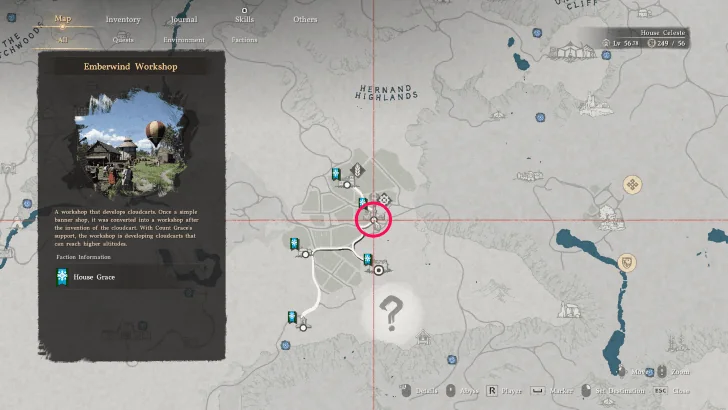 Map
Inventory
Journal
Skills
Others
All
Quests
Environment
Factions
House Celeste
249 / 56
CLIFF
HERNAND
HIGHLANDS
Emberwind Workshop
A workshop that develops cloudcarts. Once a simple
banner shop, it was converted into a workshop after
the invention of the cloudcart. With Count Grace's
support, the workshop is developing cloudcarts that
can reach higher altitudes.
Faction Information
House Grace
?
Details
Abyss
R Player
Marker
Set Destination
Move
Zoom
ESC Close